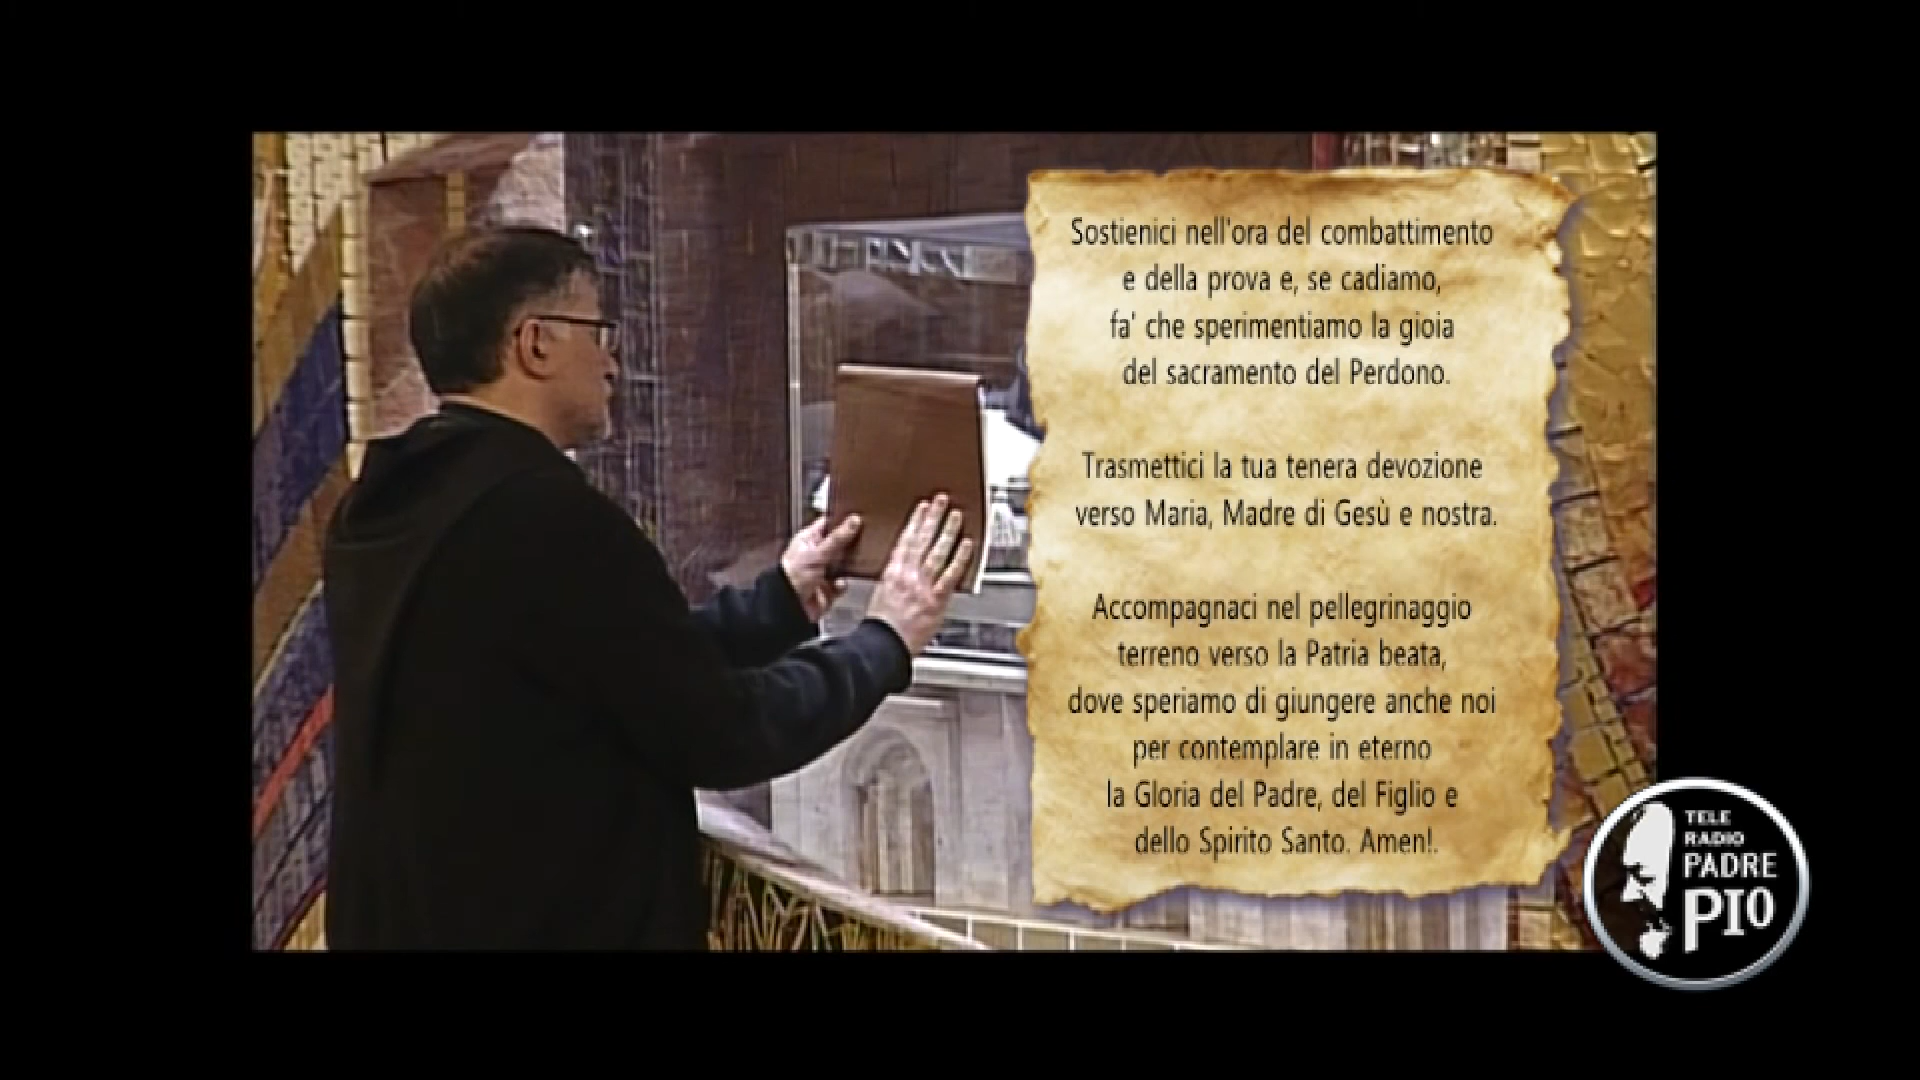 Sostienici nell'ora del combattimento
e della prova e, se cadiamo,
fa' che sperimentiamo la gioia
del sacramento del Perdono.
Trasmettici la tua tenera devozione
verso Maria, Madre di Gesù e nostra.
Accompagnaci nel pellegrinaggio
terreno verso la Patria beata,
dove speriamo di giungere anche noi
per contemplare in eterno
la Gloria del Padre, del Figlio e
dello Spirito Santo. Amen!.
TELE
RADIO
PADRE
PIO